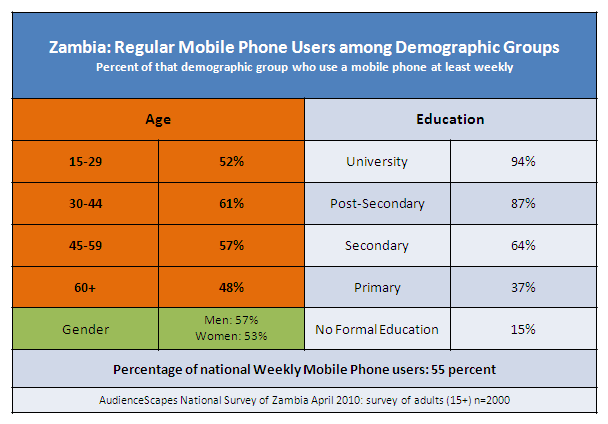 Zambia: Regular Mobile Phone Users among Demographic Groups
Percent of that demographic group who use a mobile phone at least weekly
Age Education
15-29 52% University 94%
30-44 61% Post-Secondary 87%
45-59 57% Secondary 64%
60+ 48% Primary 37%
Gender Men: 57% Women: 53% No Formal Education 15%
Percentage of national Weekly Mobile Phone users: 55 percent
AudienceScapes National Survey of Zambia April 2010: survey of adults (15+) n=2000